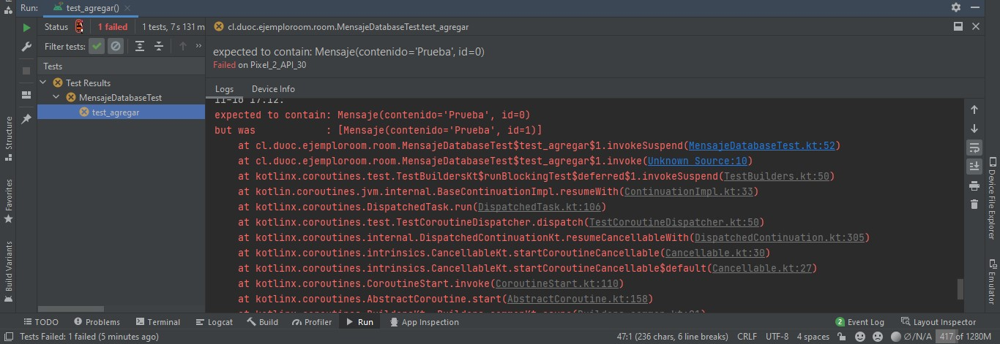 Run: test_agregar()
Status 1 failed 1 tests, 7 s 131 m
cl.duoc.ejemploroom.room.MensajeDatabaseTest.test_agregar
Filter tests: »
expected to contain: Mensaje(contenido='Prueba', id=0)
Failed on Pixel_2_API_30
Tests
Test Results
MensajeDatabaseTest
test_agregar
Logs Device Info
11-16 17:12:
expected to contain: Mensaje(contenido='Prueba', id=0)
but was : [Mensaje(contenido='Prueba', id=1)]
at cl.duoc.ejemploroom.room.MensajeDatabaseTest$test_agregar$1.invokeSuspend(MensajeDatabaseTest.kt:52)
at cl.duoc.ejemploroom.room.MensajeDatabaseTest$test_agregar$1.invoke(Unknown Source:10)
at kotlinx.coroutines.test.TestBuildersKt$runBlockingTest$deferred$1.invokeSuspend(TestBuilders.kt:50)
at kotlin.coroutines.jvm.internal.BaseContinuationImpl.resumeWith(ContinuationImpl.kt:33)
at kotlinx.coroutines.DispatchedTask.run(DispatchedTask.kt:106)
at kotlinx.coroutines.test.TestCoroutineDispatcher.dispatch(TestCoroutineDispatcher.kt:50)
at kotlinx.coroutines.internal.DispatchedContinuationKt.resumeCancellableWith(DispatchedContinuation.kt:305)
at kotlinx.coroutines.intrinsics.CancellableKt.startCoroutineCancellable(Cancellable.kt:30)
at kotlinx.coroutines.intrinsics.CancellableKt.startCoroutineCancellable$default(Cancellable.kt:27)
at kotlinx.coroutines.CoroutineStart.invoke(CoroutineStart.kt:110)
at kotlinx.coroutines.AbstractCoroutine.start(AbstractCoroutine.kt:158)
Structure
Favorites
Build Variants
Device File Explorer
Emulator
TODO Problems Terminal Logcat Build Profiler Run App Inspection 2 Event Log Layout Inspector
Tests Failed: 1 failed (5 minutes ago) 47:1 (236 chars, 6 line breaks) CRLF UTF-8 4 spaces ∅/N/A 417 of 1280M